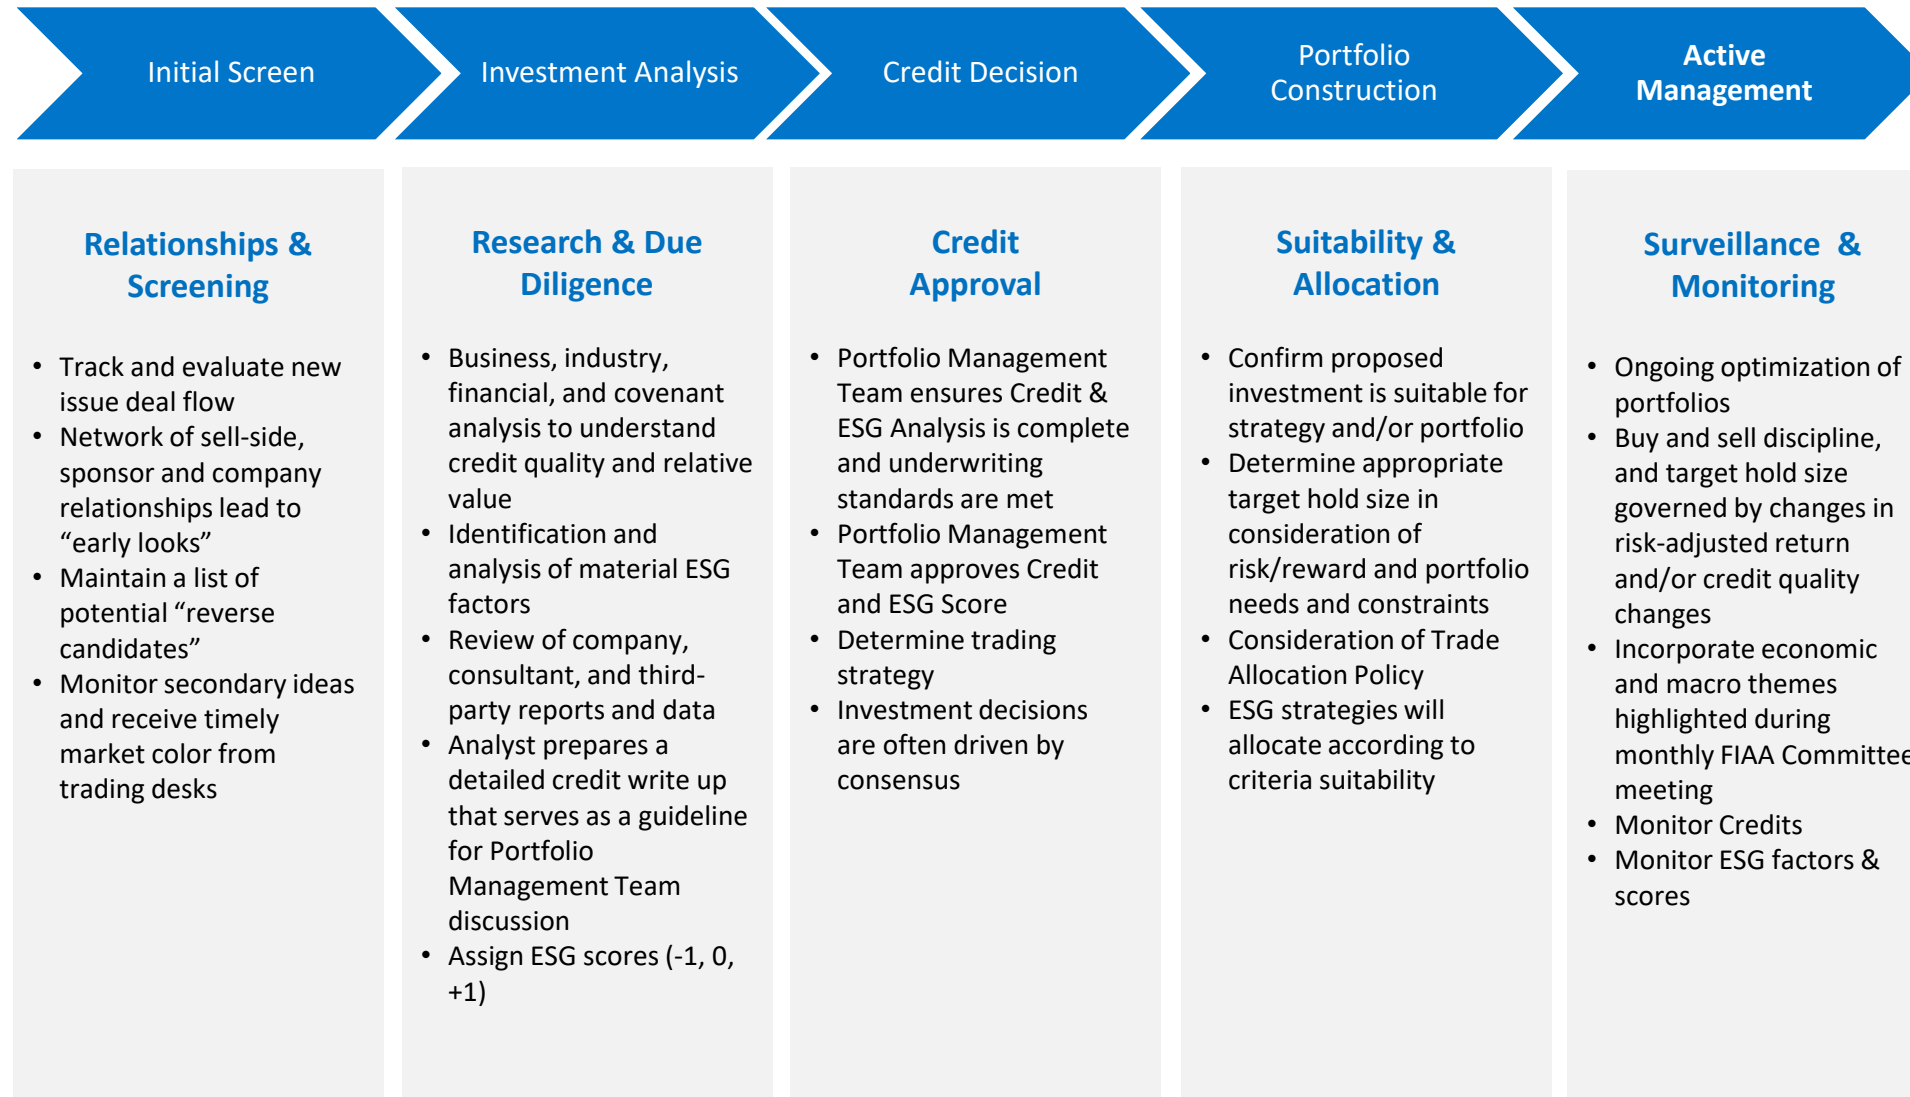 Initial Screen
Investment Analysis
Credit Decision
Portfolio
Construction
Active
Management
Relationships &
Screening
• Track and evaluate new
issue deal flow
• Network of sell-side,
sponsor and company
relationships lead to
“early looks”
• Maintain a list of
potential “reverse
candidates”
• Monitor secondary ideas
and receive timely
market color from
trading desks
Research & Due
Diligence
• Business, industry,
financial, and covenant
analysis to understand
credit quality and relative
value
• Identification and
analysis of material ESG
factors
• Review of company,
consultant, and third-
party reports and data
• Analyst prepares a
detailed credit write up
that serves as a guideline
for Portfolio
Management Team
discussion
• Assign ESG scores (-1, 0,
+1)
Credit
Approval
• Portfolio Management
Team ensures Credit &
ESG Analysis is complete
and underwriting
standards are met
• Portfolio Management
Team approves Credit
and ESG Score
• Determine trading
strategy
• Investment decisions
are often driven by
consensus
Suitability &
Allocation
• Confirm proposed
investment is suitable for
strategy and/or portfolio
• Determine appropriate
target hold size in
consideration of
risk/reward and portfolio
needs and constraints
• Consideration of Trade
Allocation Policy
• ESG strategies will
allocate according to
criteria suitability
Surveillance &
Monitoring
• Ongoing optimization of
portfolios
• Buy and sell discipline,
and target hold size
governed by changes in
risk-adjusted return
and/or credit quality
changes
• Incorporate economic
and macro themes
highlighted during
monthly FIAA Committee
meeting
• Monitor Credits
• Monitor ESG factors &
scores